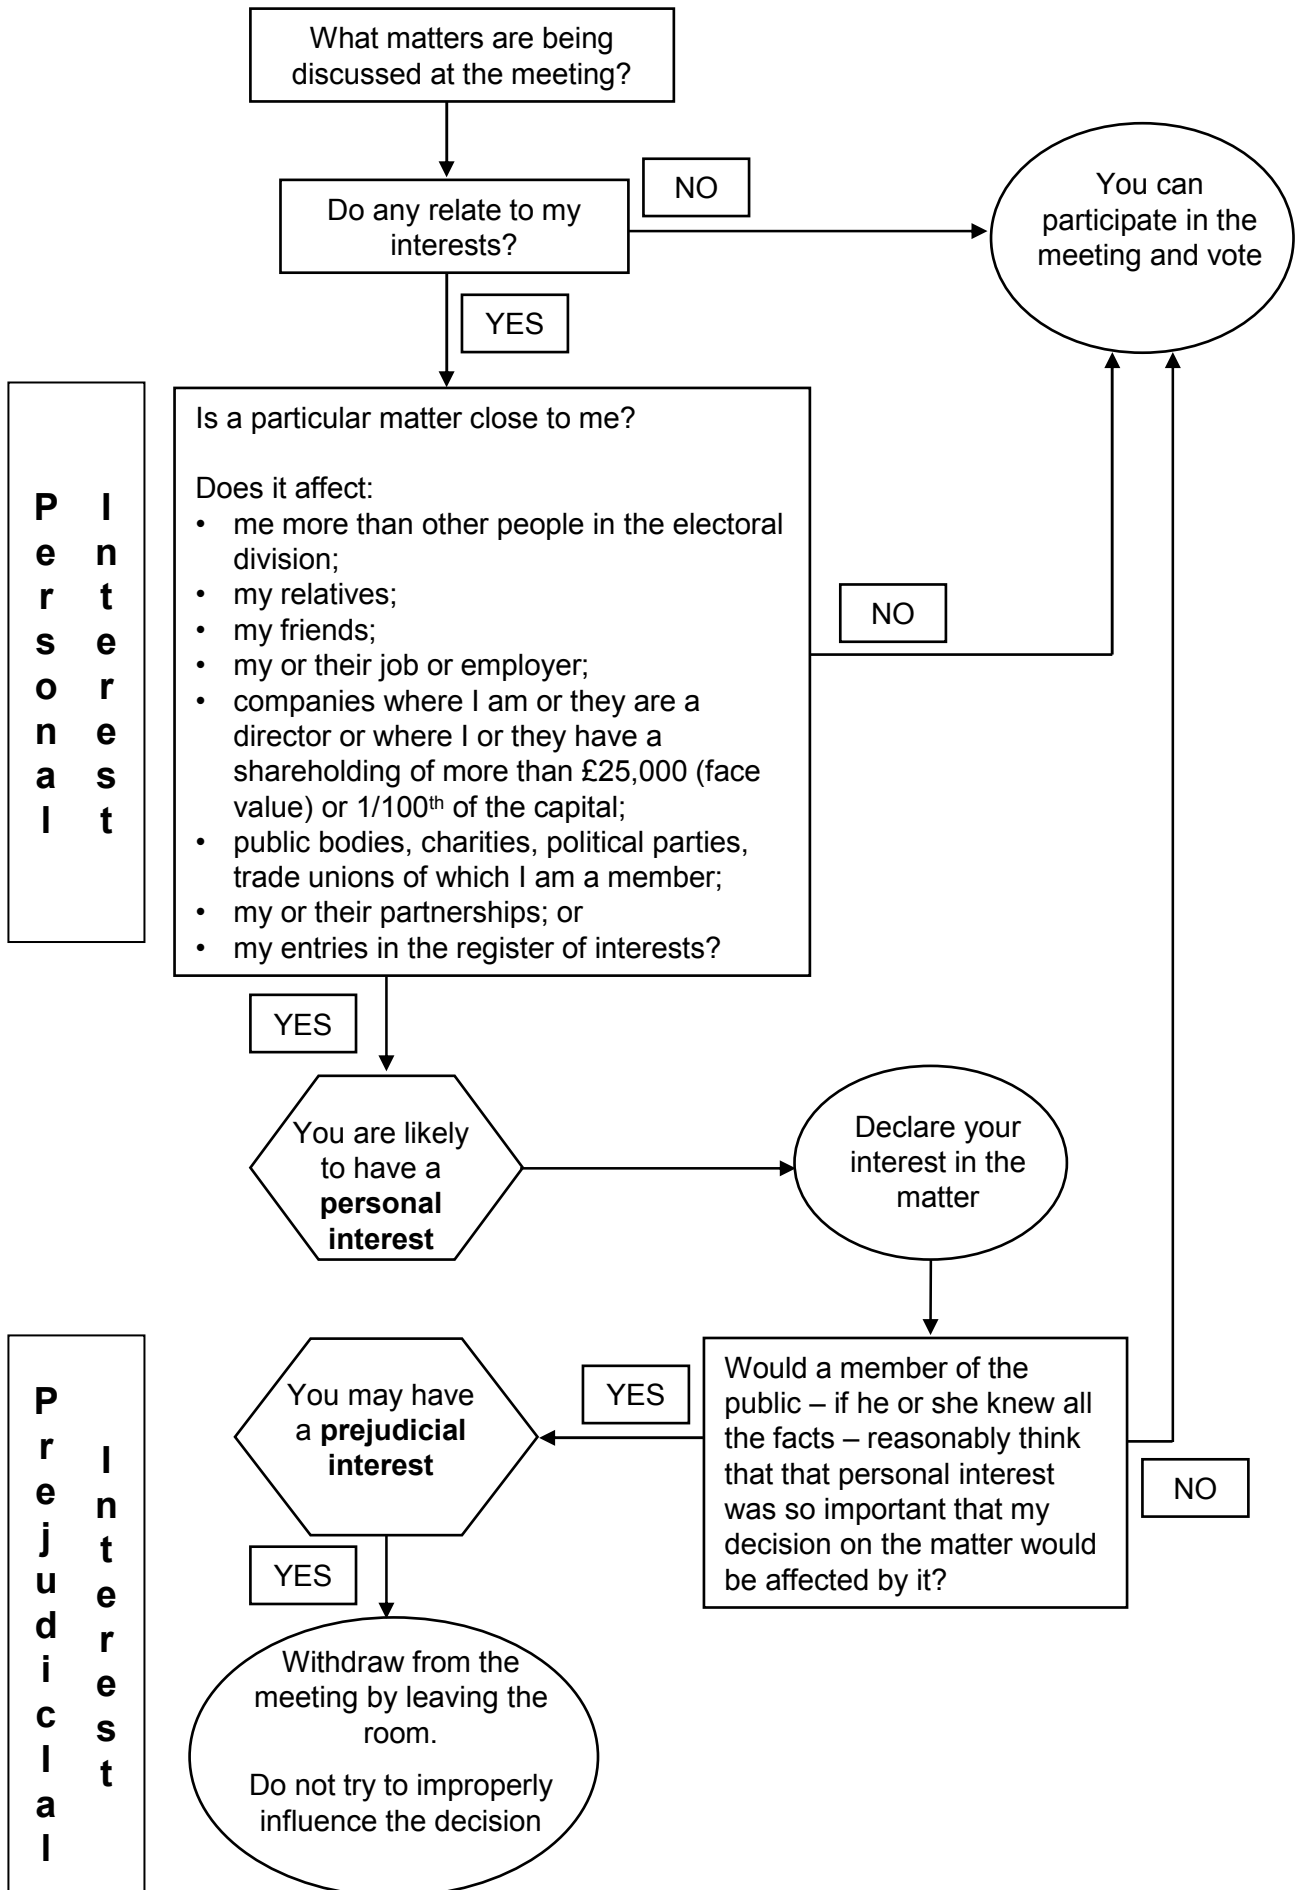 What matters are being
discussed at the meeting?
Do any relate to my
interests?
NO
You can
participate in the
meeting and vote
YES
Personal
Interest
Is a particular matter close to me?
Does it affect:
• me more than other people in the electoral
division;
• my relatives;
• my friends;
• my or their job or employer;
• companies where I am or they are a
director or where I or they have a
shareholding of more than £25,000 (face
value) or 1/100th of the capital;
• public bodies, charities, political parties,
trade unions of which I am a member;
• my or their partnerships; or
• my entries in the register of interests?
NO
YES
You are likely
to have a
personal
interest
Declare your
interest in the
matter
Prejudicial
Interest
You may have
a prejudicial
interest
YES
Would a member of the
public – if he or she knew all
the facts – reasonably think
that that personal interest
was so important that my
decision on the matter would
be affected by it?
NO
YES
Withdraw from the
meeting by leaving the
room.
Do not try to improperly
influence the decision